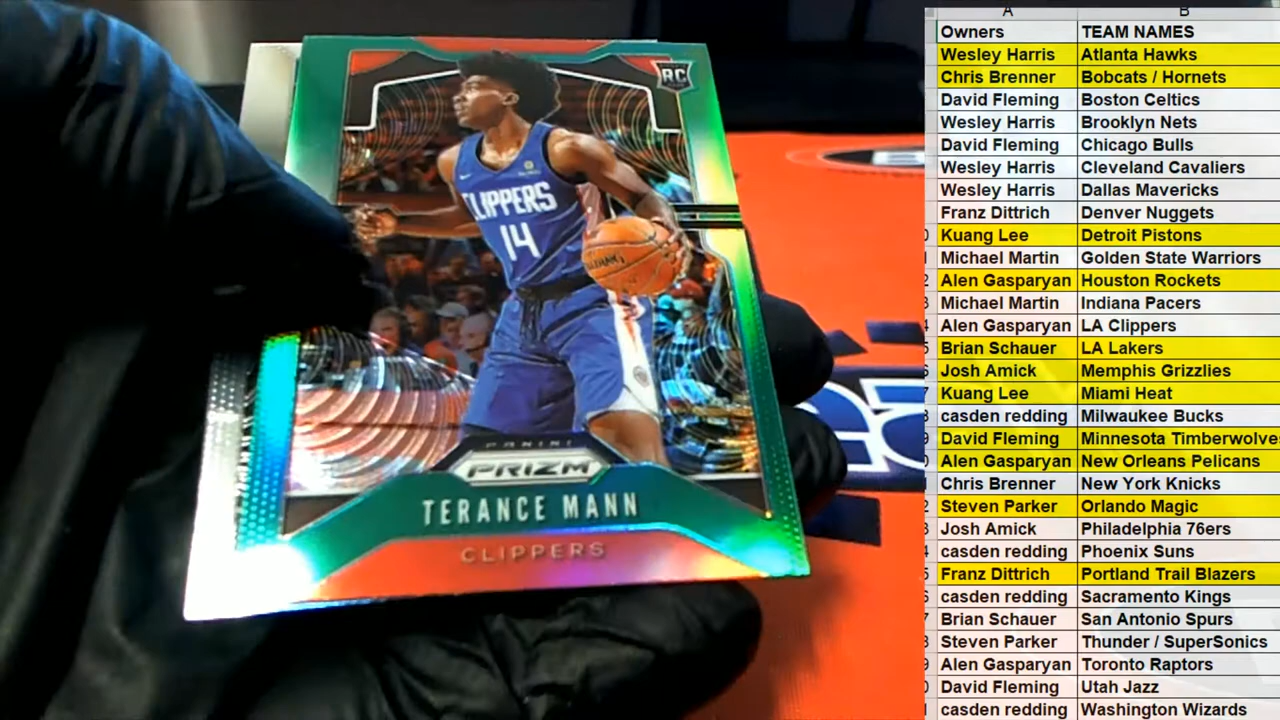 RC
CLIPPERS
14
SPALDING
PANINI
PRIZM
TERANCE MANN
CLIPPERS
A B
Owners TEAM NAMES
Wesley Harris Atlanta Hawks
Chris Brenner Bobcats / Hornets
David Fleming Boston Celtics
Wesley Harris Brooklyn Nets
David Fleming Chicago Bulls
Wesley Harris Cleveland Cavaliers
Wesley Harris Dallas Mavericks
Franz Dittrich Denver Nuggets
Kuang Lee Detroit Pistons
Michael Martin Golden State Warriors
Alen Gasparyan Houston Rockets
Michael Martin Indiana Pacers
Alen Gasparyan LA Clippers
Brian Schauer LA Lakers
Josh Amick Memphis Grizzlies
Kuang Lee Miami Heat
casden redding Milwaukee Bucks
David Fleming Minnesota Timberwolve
Alen Gasparyan New Orleans Pelicans
Chris Brenner New York Knicks
Steven Parker Orlando Magic
Josh Amick Philadelphia 76ers
casden redding Phoenix Suns
Franz Dittrich Portland Trail Blazers
casden redding Sacramento Kings
Brian Schauer San Antonio Spurs
Steven Parker Thunder / SuperSonics
Alen Gasparyan Toronto Raptors
David Fleming Utah Jazz
casden redding Washington Wizards